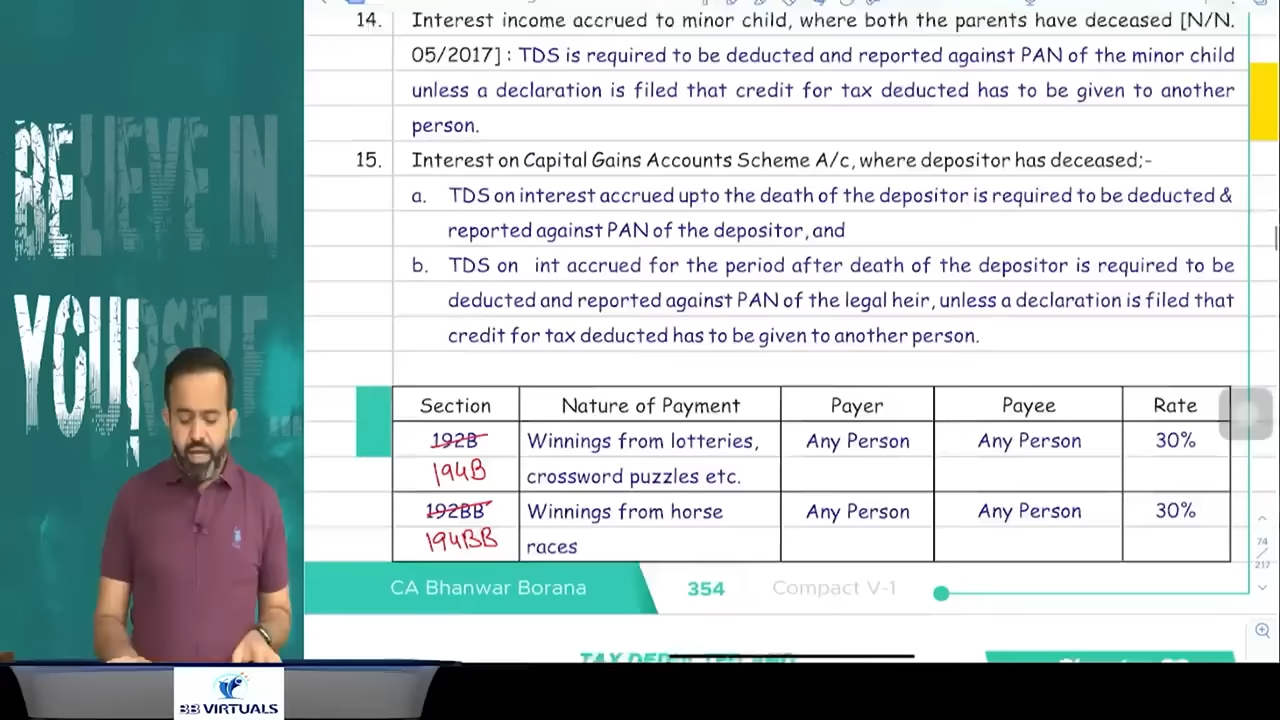 BELIEVE IN
YOURSELF...
14. Interest income accrued to minor child, where both the parents have deceased [N/N.
05/2017] : TDS is required to be deducted and reported against PAN of the minor child
unless a declaration is filed that credit for tax deducted has to be given to another
person.
15. Interest on Capital Gains Accounts Scheme A/c, where depositor has deceased;-
a. TDS on interest accrued upto the death of the depositor is required to be deducted &
reported against PAN of the depositor, and
b. TDS on int accrued for the period after death of the depositor is required to be
deducted and reported against PAN of the legal heir, unless a declaration is filed that
credit for tax deducted has to be given to another person.
Section Nature of Payment Payer Payee Rate
192B Winnings from lotteries, Any Person Any Person 30%
194B crossword puzzles etc.
192BB Winnings from horse Any Person Any Person 30%
194BB races
CA Bhanwar Borana 354 Compact V-1
74
217
BB VIRTUALS